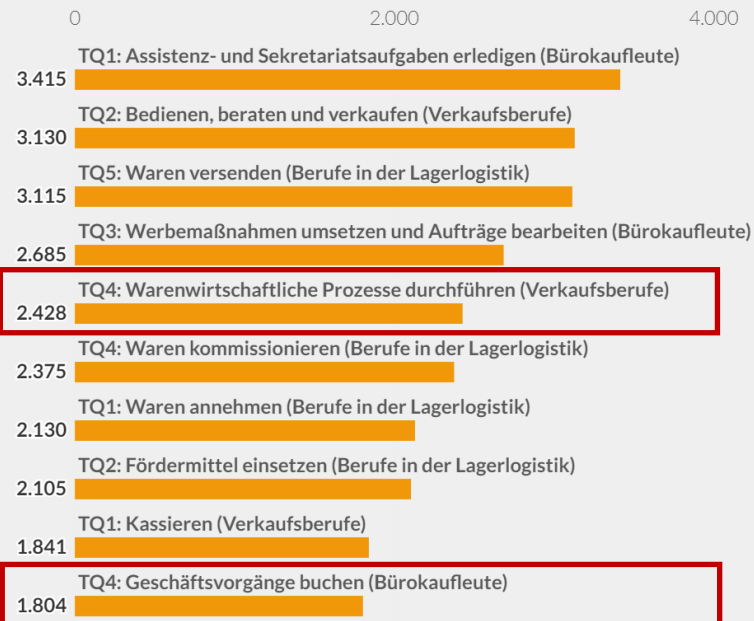 0 2.000 4.000
TQ1: Assistenz- und Sekretariatsaufgaben erledigen (Bürokaufleute)
3.415
TQ2: Bedienen, beraten und verkaufen (Verkaufsberufe)
3.130
TQ5: Waren versenden (Berufe in der Lagerlogistik)
3.115
TQ3: Werbemaßnahmen umsetzen und Aufträge bearbeiten (Bürokaufleute)
2.685
TQ4: Warenwirtschaftliche Prozesse durchführen (Verkaufsberufe)
2.428
TQ4: Waren kommissionieren (Berufe in der Lagerlogistik)
2.375
TQ1: Waren annehmen (Berufe in der Lagerlogistik)
2.130
TQ2: Fördermittel einsetzen (Berufe in der Lagerlogistik)
2.105
TQ1: Kassieren (Verkaufsberufe)
1.841
TQ4: Geschäftsvorgänge buchen (Bürokaufleute)
1.804